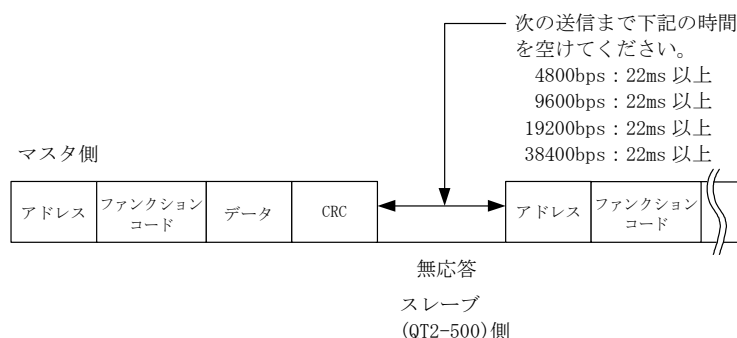 次の送信まで下記の時間
を空けてください。
4800bps：22ms 以上
9600bps：22ms 以上
19200bps：22ms 以上
38400bps：22ms 以上
マスタ側
アドレス
ファンクション
コード
データ
CRC
アドレス
ファンクション
コード
無応答
スレーブ
(QT2-500)側